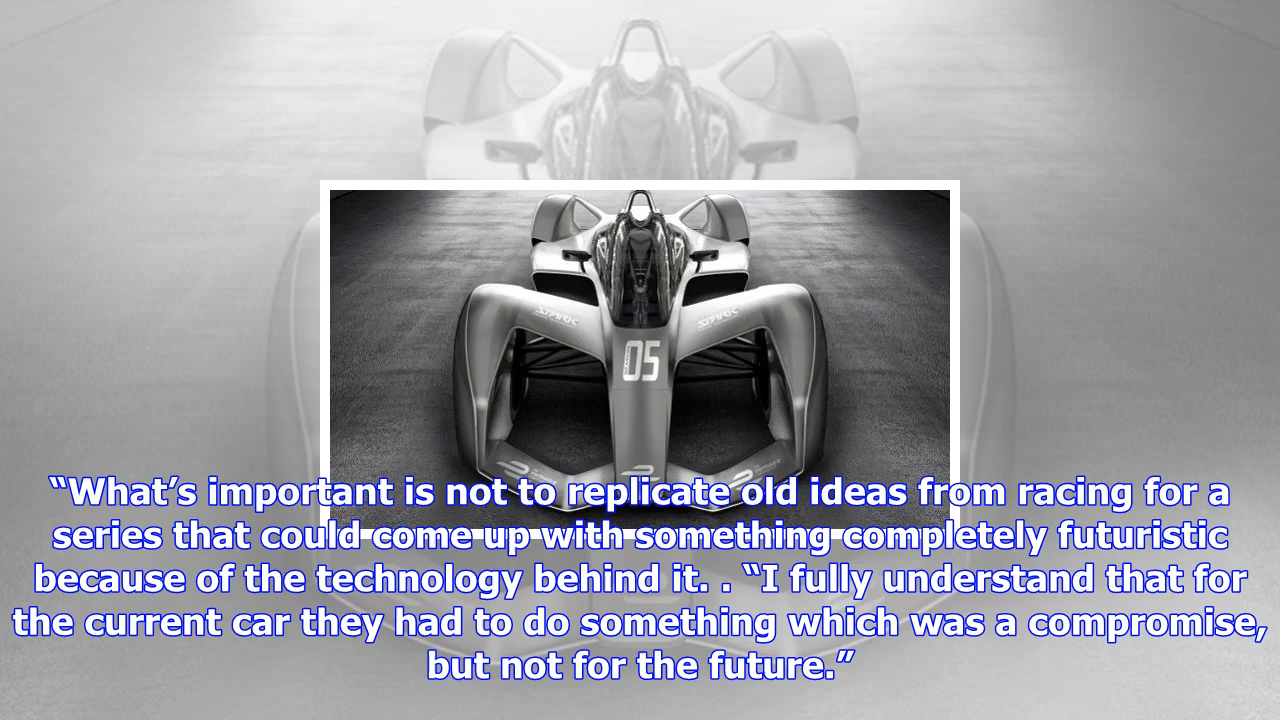 SPARK
SPARK
05
“What’s important is not to replicate old ideas from racing for a
series that could come up with something completely futuristic
because of the technology behind it. . “I fully understand that for
the current car they had to do something which was a compromise,
but not for the future.”